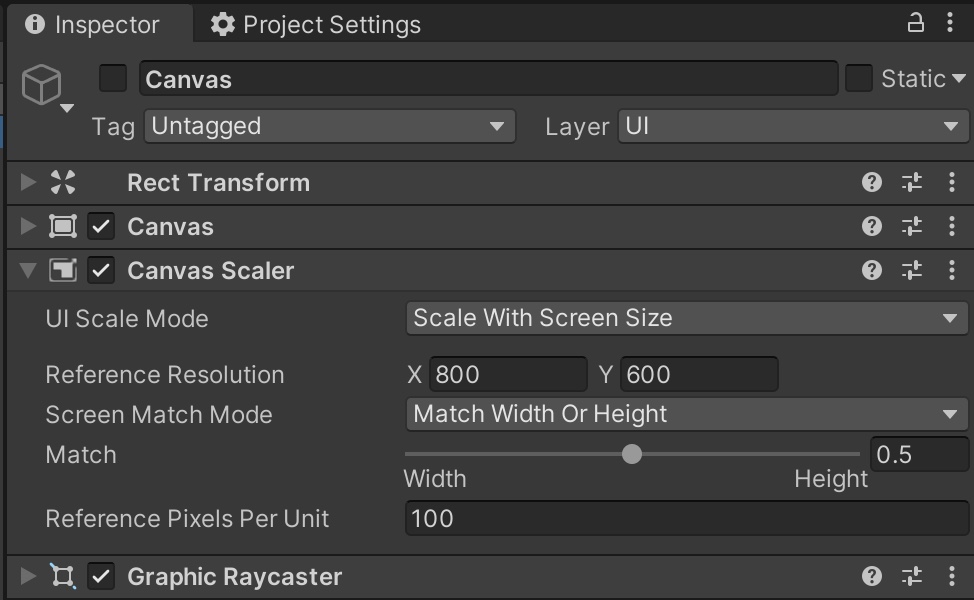 Inspector Project Settings
Canvas Static
Tag Untagged Layer UI
Rect Transform
Canvas
Canvas Scaler
UI Scale Mode Scale With Screen Size
Reference Resolution X 800 Y 600
Screen Match Mode Match Width Or Height
Match 0.5
Width Height
Reference Pixels Per Unit 100
Graphic Raycaster